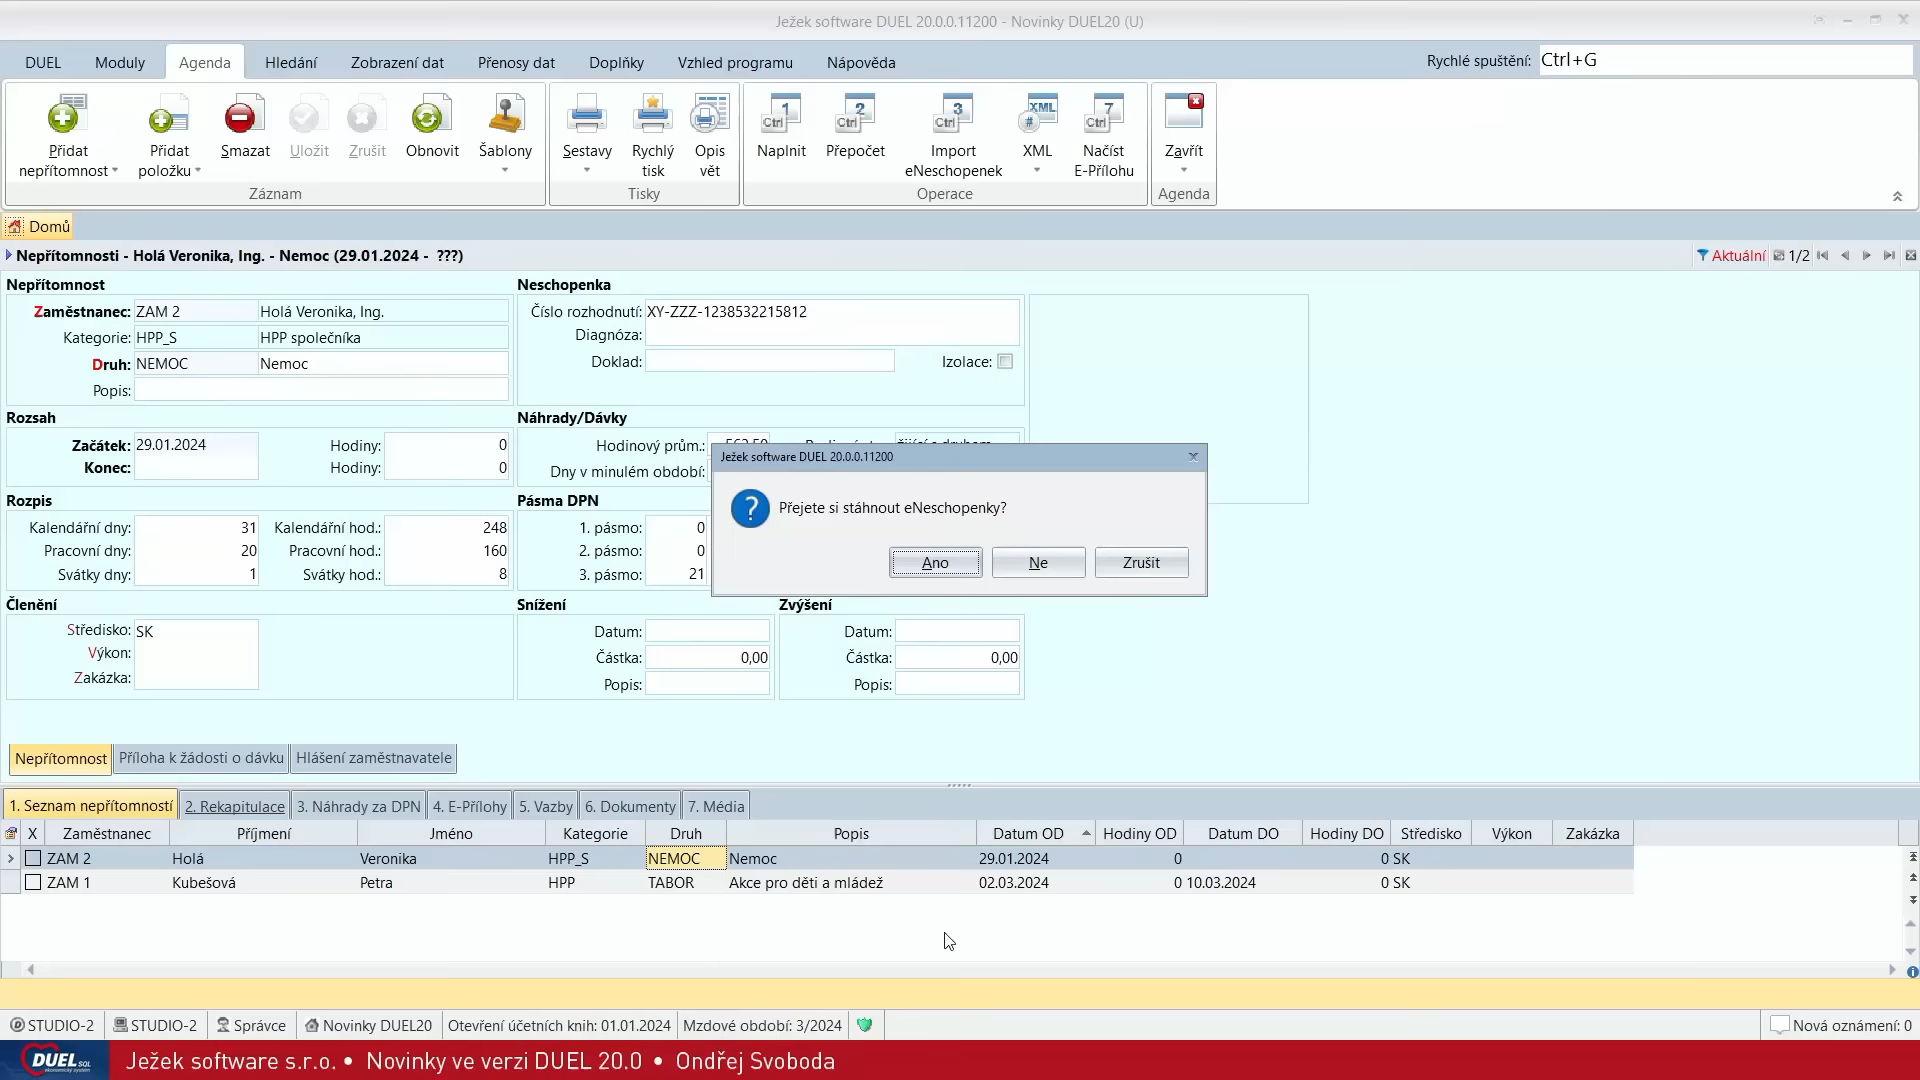 Ježek software DUEL 20.0.0.11200 - Novinky DUEL20 (U)
DUEL Moduly Agenda Hledání Zobrazení dat Přenosy dat Doplňky Vzhled programu Nápověda Rychlé spuštění: Ctrl+G
Přidat nepřítomnost
Přidat položku
Smazat
Uložit
Zrušit
Obnovit
Šablony
Záznam
Sestavy
Rychlý tisk
Opis vět
Tisky
1 Ctrl Naplnit
2 Ctrl Přepočet
3 Ctrl Import eNeschopenek
XML # XML
7 Ctrl Načíst E-Přílohu
Operace
Zavřít
Agenda
Domů
Nepřítomnosti - Holá Veronika, Ing. - Nemoc (29.01.2024 - ???)
Aktuální 1/2
Nepřítomnost
Zaměstnanec: ZAM 2 Holá Veronika, Ing.
Kategorie: HPP_S HPP společníka
Druh: NEMOC Nemoc
Popis:
Neschopenka
Číslo rozhodnutí: XY-ZZZ-1238532215812
Diagnóza:
Doklad: Izolace:
Rozsah
Začátek: 29.01.2024 Hodiny: 0
Konec: Hodiny: 0
Náhrady/Dávky
Hodinový prům.:
Dny v minulém období:
Rozpis
Kalendářní dny: 31 Kalendářní hod.: 248
Pracovní dny: 20 Pracovní hod.: 160
Svátky dny: 1 Svátky hod.: 8
Pásma DPN
1. pásmo: 0
2. pásmo: 0
3. pásmo: 21
Ježek software DUEL 20.0.0.11200
? Přejete si stáhnout eNeschopenky?
Ano Ne Zrušit
Členění
Středisko: SK
Výkon:
Zakázka:
Snížení
Datum:
Částka: 0,00
Popis:
Zvýšení
Datum:
Částka: 0,00
Popis:
Nepřítomnost Příloha k žádosti o dávku Hlášení zaměstnavatele
1. Seznam nepřítomností 2. Rekapitulace 3. Náhrady za DPN 4. E-Přílohy 5. Vazby 6. Dokumenty 7. Média
X Zaměstnanec Příjmení Jméno Kategorie Druh Popis Datum OD Hodiny OD Datum DO Hodiny DO Středisko Výkon Zakázka
ZAM 2 Holá Veronika HPP_S NEMOC Nemoc 29.01.2024 0 0 SK
ZAM 1 Kubešová Petra HPP TABOR Akce pro děti a mládež 02.03.2024 0 10.03.2024 0 SK
STUDIO-2 STUDIO-2 Správce Novinky DUEL20 Otevření účetních knih: 01.01.2024 Mzdové období: 3/2024 Nová oznámení: 0
DUEL SQL Ježek software s.r.o. • Novinky ve verzi DUEL 20.0 • Ondřej Svoboda